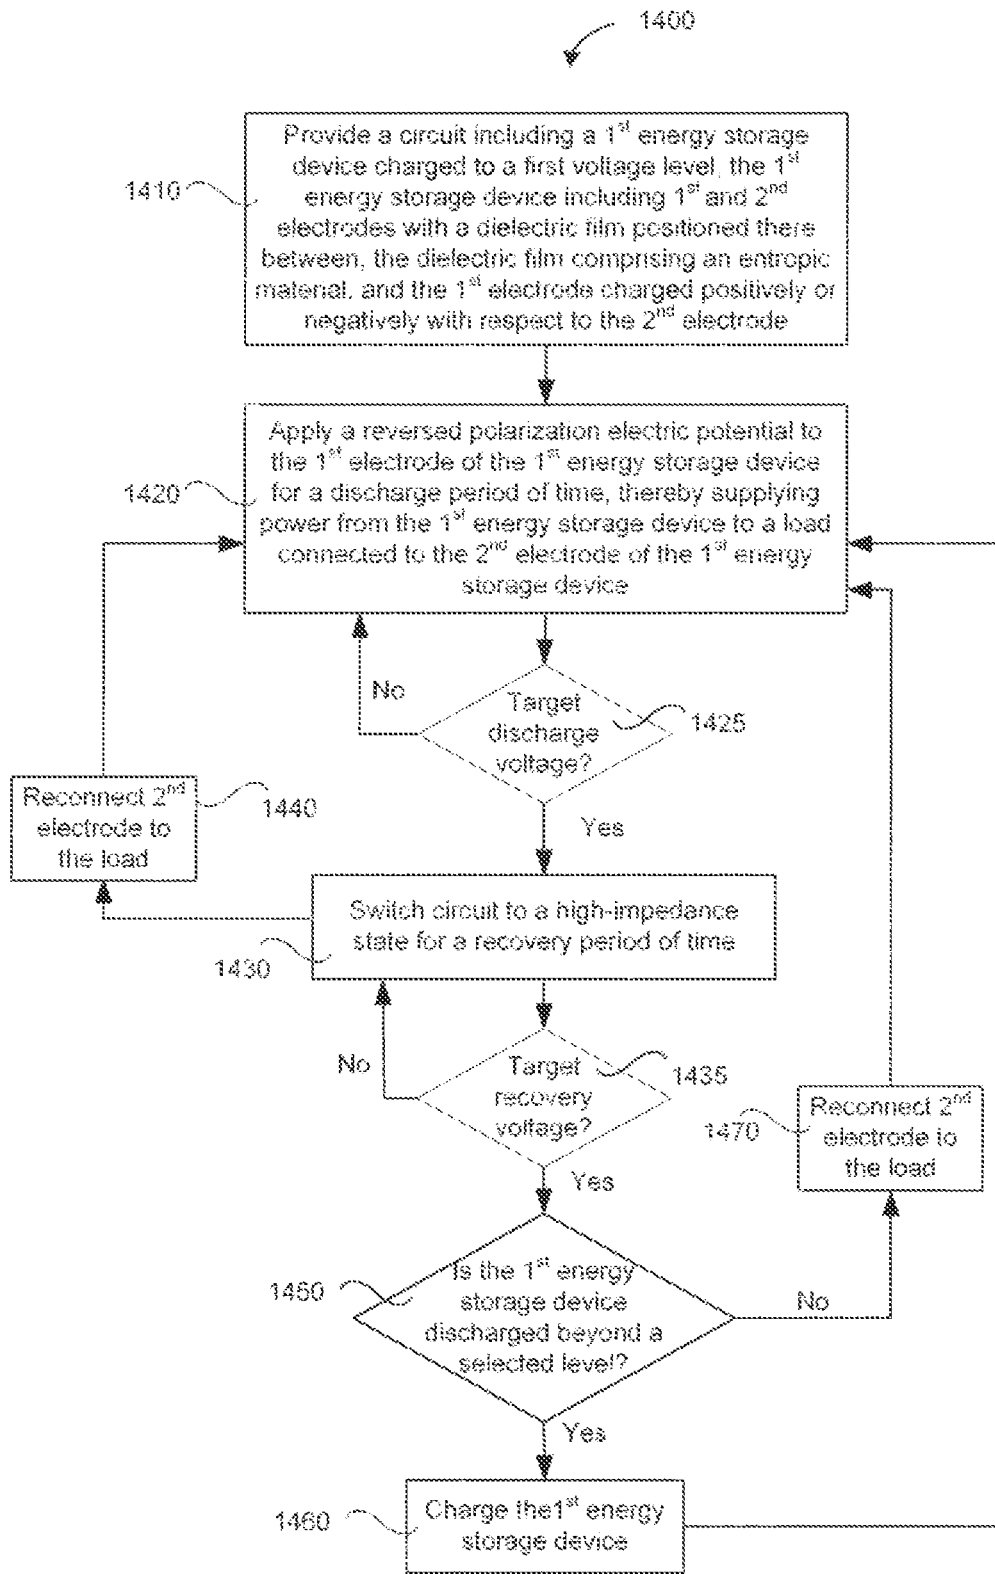 1400
Provide a circuit including a 1st energy storage
device charged to a first voltage level, the 1st
energy storage device including 1st and 2nd
electrodes with a dielectric film positioned there
between, the dielectric film comprising an entropic
material, and the 1st electrode charged positively or
negatively with respect to the 2nd electrode
1410
Apply a reversed polarization electric potential to
the 1st electrode of the 1st energy storage device
for a discharge period of time, thereby supplying
power from the 1st energy storage device to a load
connected to the 2nd electrode of the 1st energy
storage device
1420
No
Target
discharge
voltage?
1425
Yes
Reconnect 2nd
electrode to
the load
1440
Switch circuit to a high-impedance
state for a recovery period of time
1430
No
Target
recovery
voltage?
1435
Yes
Reconnect 2nd
electrode to
the load
1470
Is the 1st energy
storage device
discharged beyond a
selected level?
1450
No
Yes
Charge the1st energy
storage device
1460